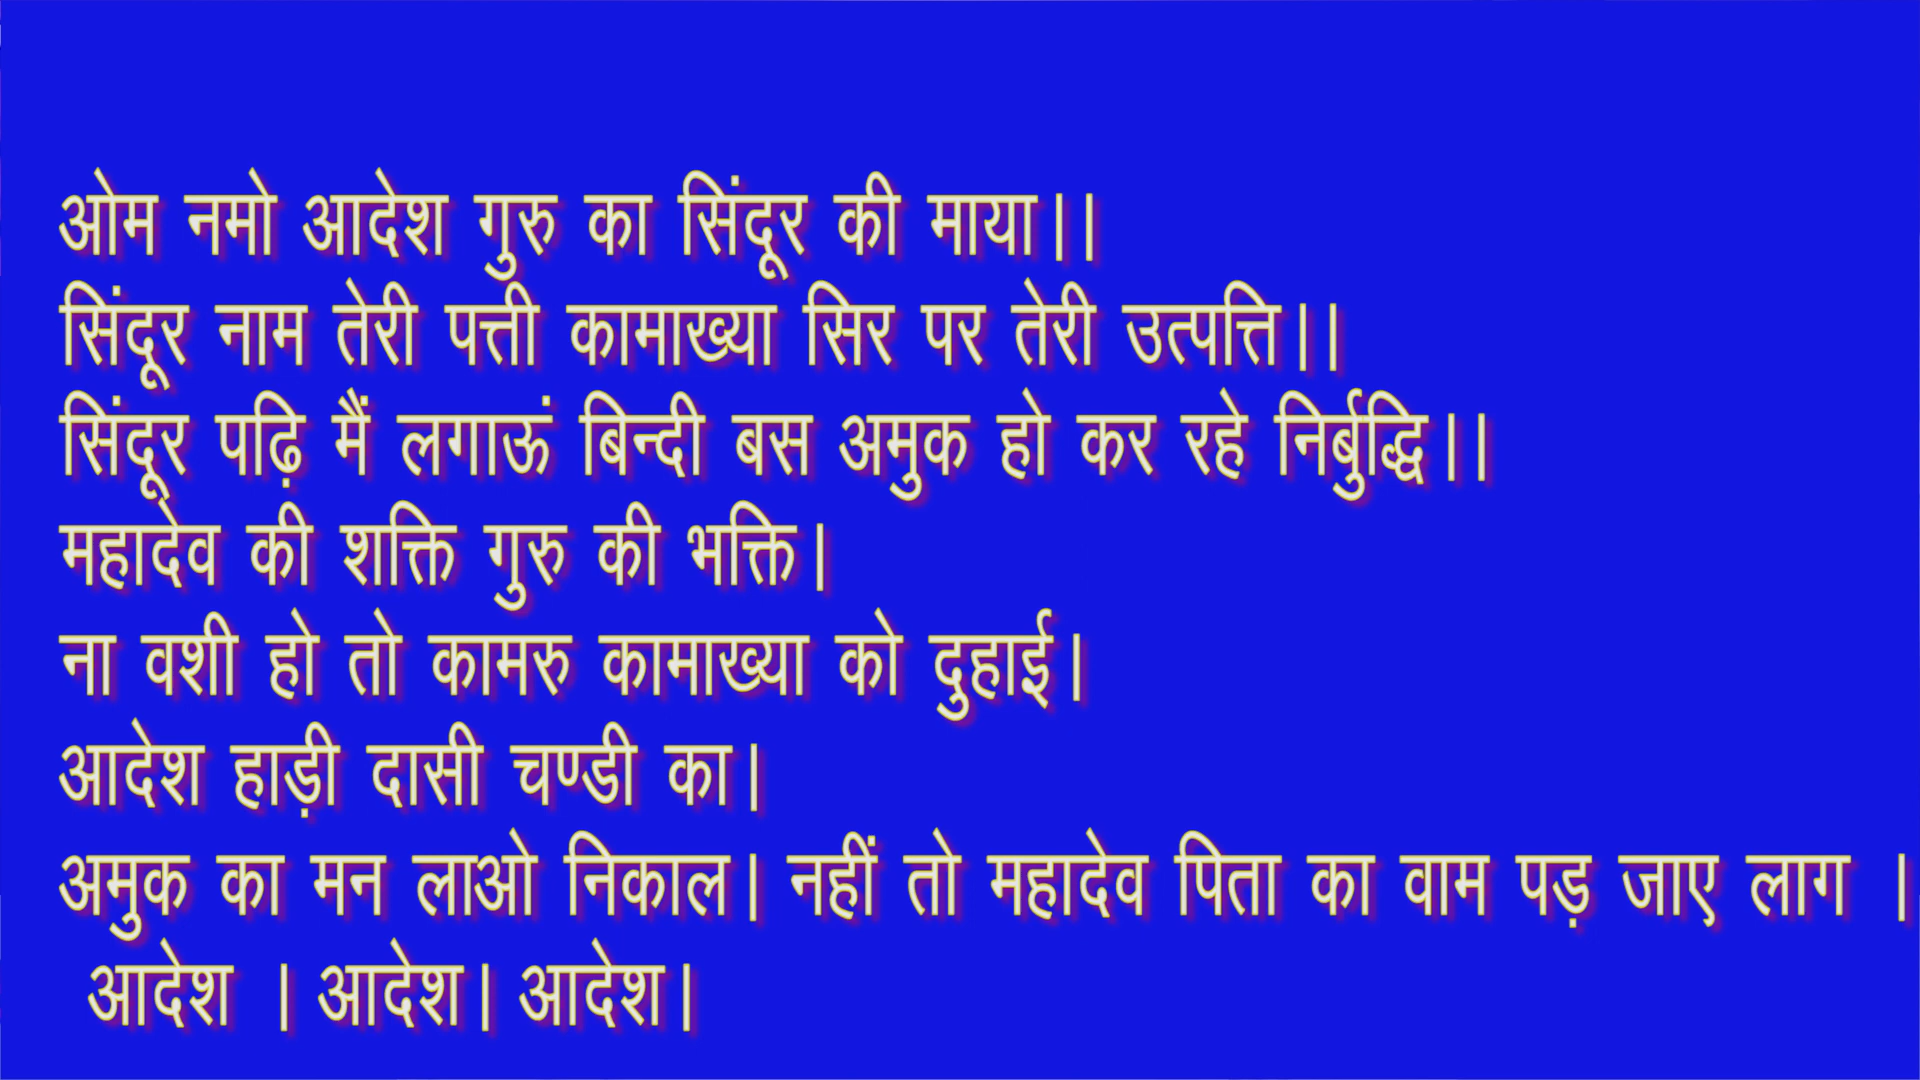 ओम नमो आदेश गुरु का सिंदूर की माया।।
सिंदूर नाम तेरी पत्ती कामाख्या सिर पर तेरी उत्पत्ति।।
सिंदूर पढ़ि मैं लगाऊं बिन्दी बस अमुक हो कर रहे निर्बुद्धि।।
महादेव की शक्ति गुरु की भक्ति।
ना वशी हो तो कामरु कामाख्या को दुहाई।
आदेश हाड़ी दासी चण्डी का।
अमुक का मन लाओ निकाल। नहीं तो महादेव पिता का वाम पड़ जाए लाग ।
आदेश । आदेश। आदेश।